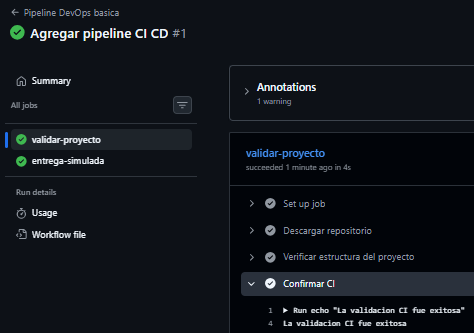 ← Pipeline DevOps basica
Agregar pipeline CI CD #1
Summary
All jobs
validar-proyecto
entrega-simulada
Run details
Usage
Workflow file
Annotations
1 warning
validar-proyecto
succeeded 1 minute ago in 4s
Set up job
Descargar repositorio
Verificar estructura del proyecto
Confirmar CI
1 ▶ Run echo "La validacion CI fue exitosa"
4 La validacion CI fue exitosa